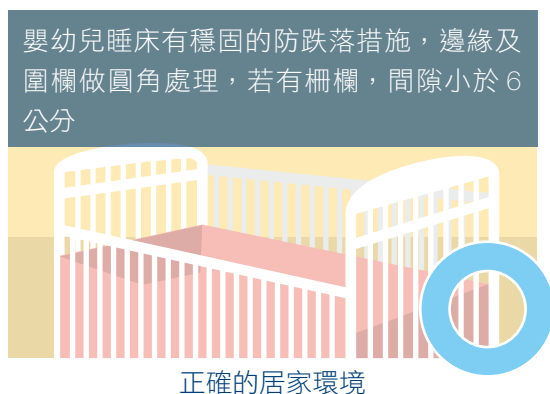 嬰幼兒睡床有穩固的防跌落措施，邊緣及
圍欄做圓角處理，若有柵欄，間隙小於 6
公分
正確的居家環境